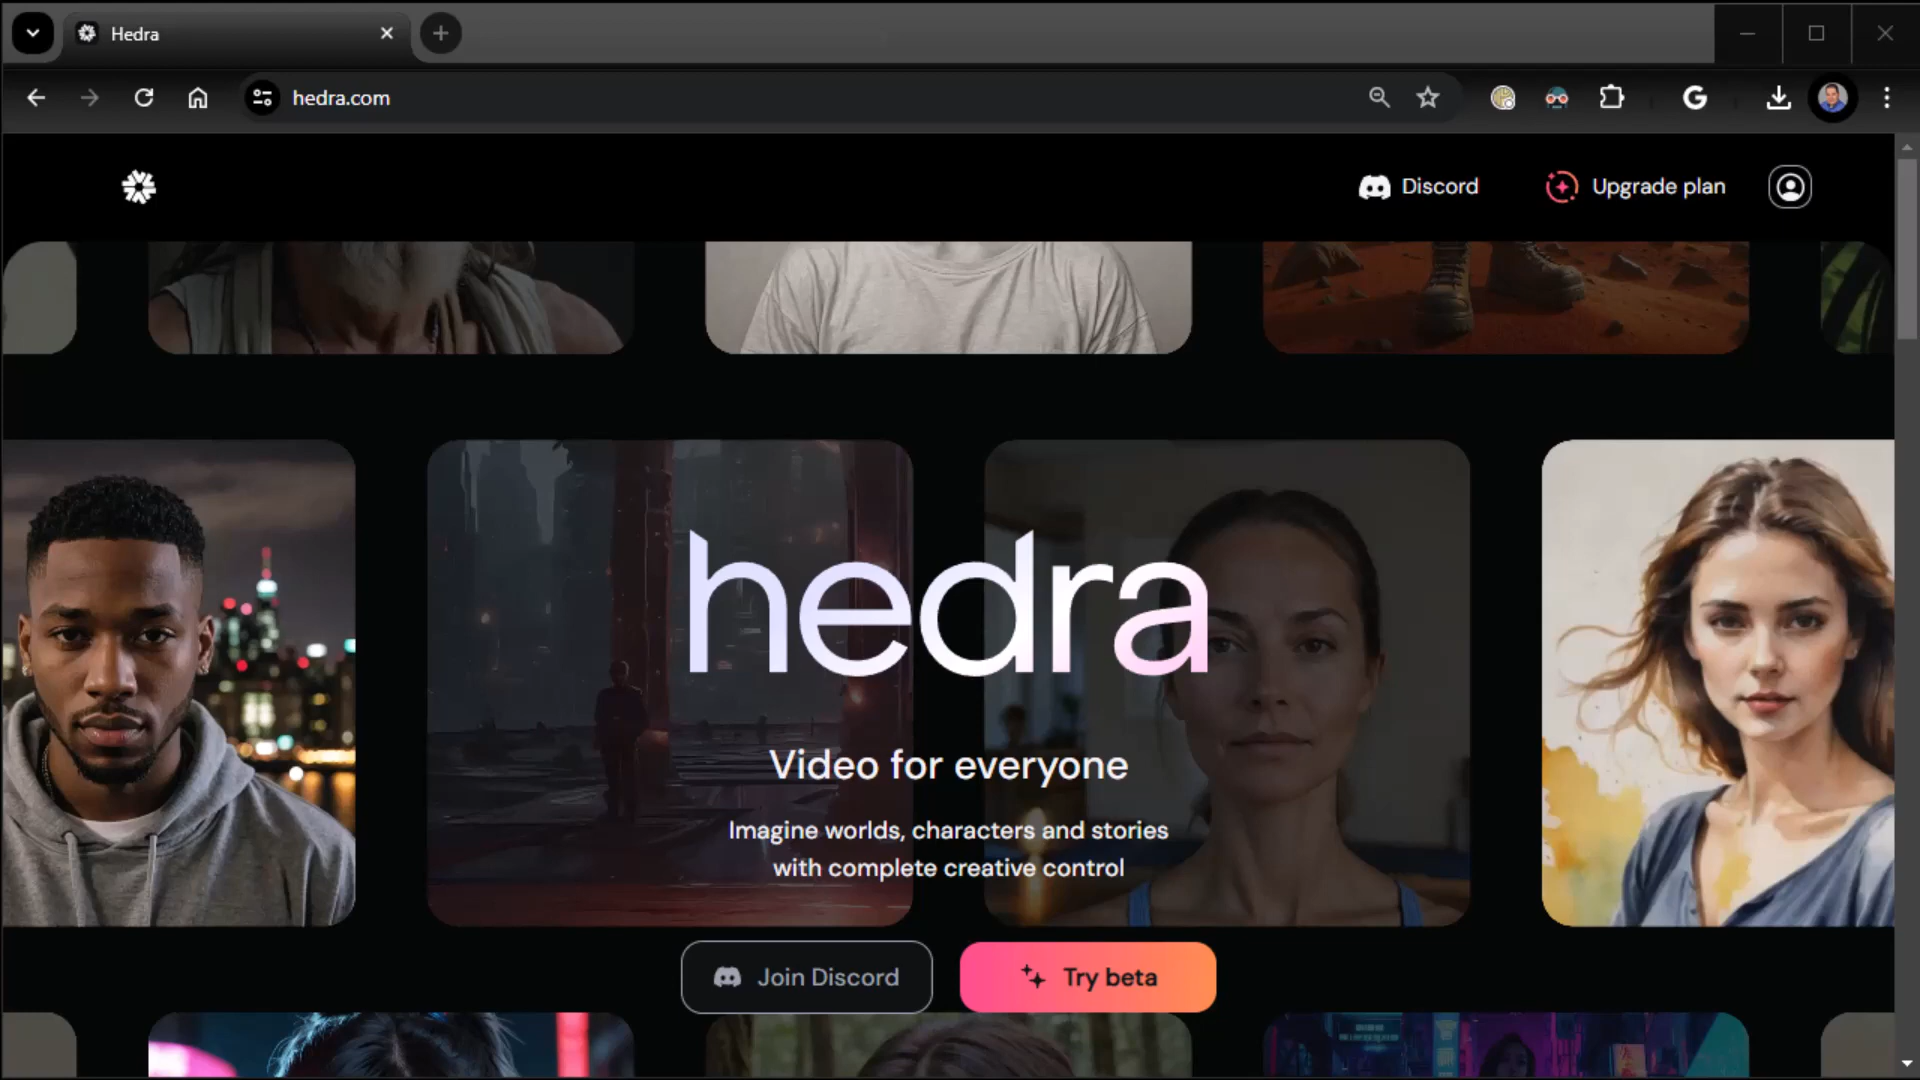 Hedra
hedra.com
Discord
Upgrade plan
hedra
Video for everyone
Imagine worlds, characters and stories
with complete creative control
Join Discord
Try beta